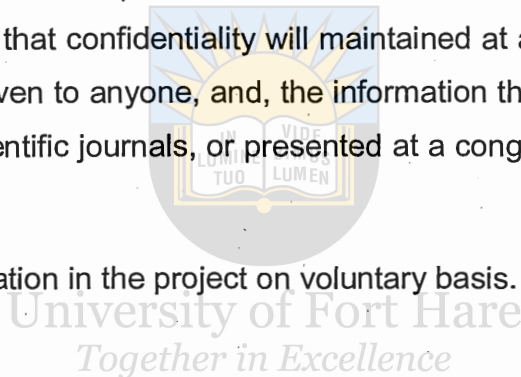 that confidentiality will maintained at a
ven to anyone, and, the information th
entific journals, or presented at a cong
IN LUMINE TUO VIDEBIMUS LUMEN
ation in the project on voluntary basis.
University of Fort Hare
Together in Excellence